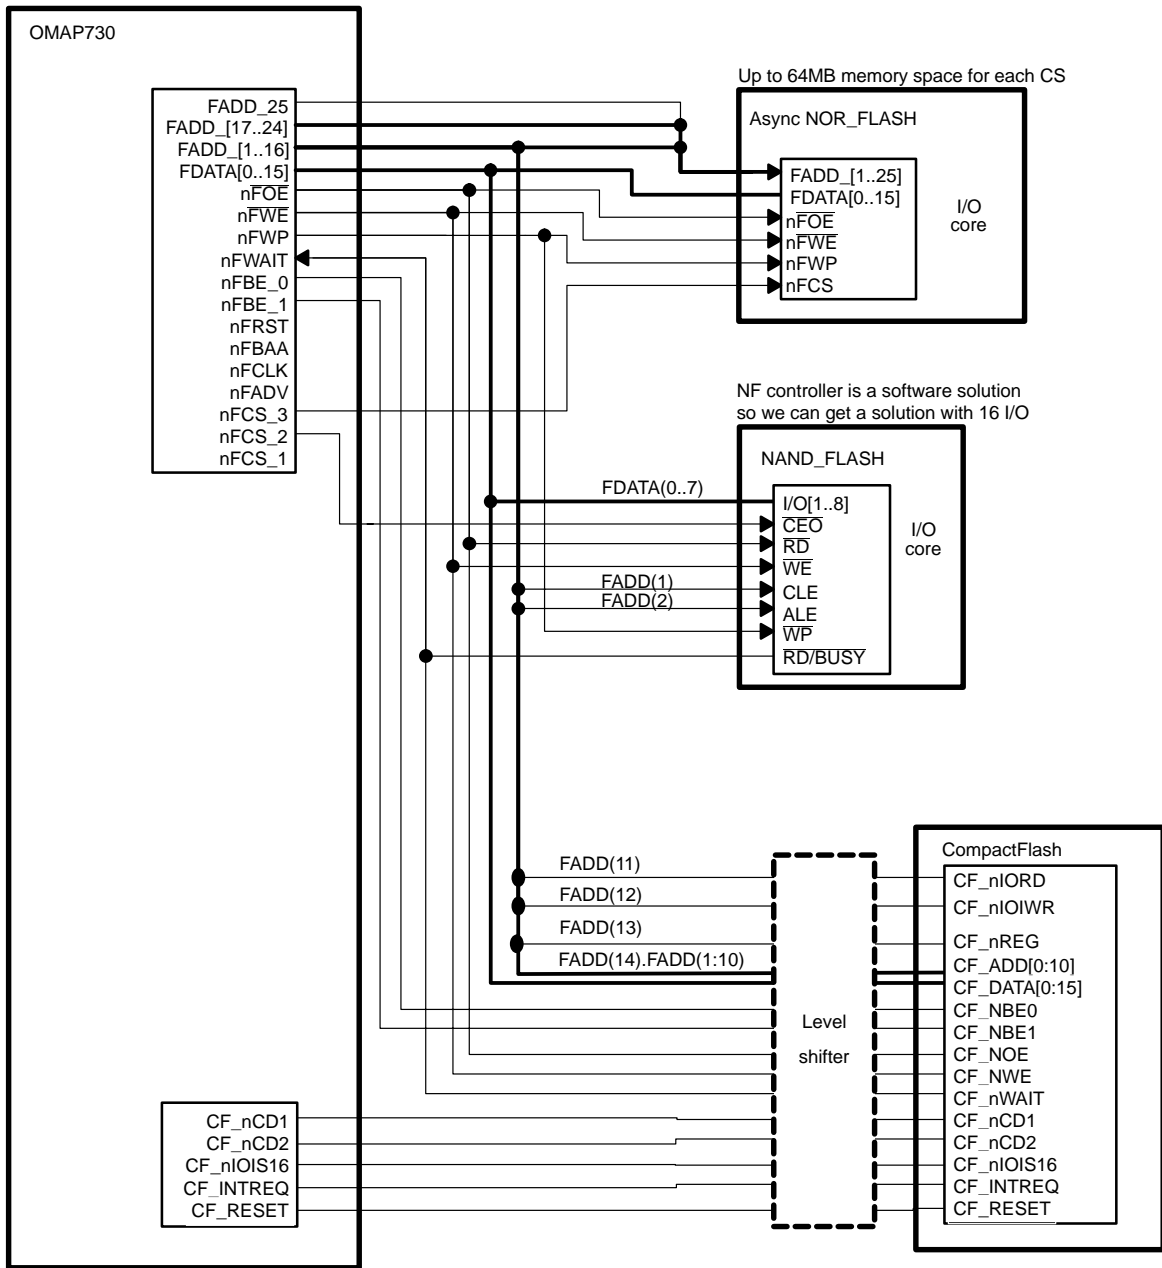 OMAP730
FADD_25
FADD_[17..24]
FADD_[1..16]
FDATA[0..15]
nFOE
nFWE
nFWP
nFWAIT
nFBE_0
nFBE_1
nFRST
nFBAA
nFCLK
nFADV
nFCS_3
nFCS_2
nFCS_1
Up to 64MB memory space for each CS
Async NOR_FLASH
FADD_[1..25]
FDATA[0..15]
nFOE
nFWE
nFWP
nFCS
I/O
core
NF controller is a software solution
so we can get a solution with 16 I/O
NAND_FLASH
FDATA(0..7)
FADD(1)
FADD(2)
I/O[1..8]
CEO
RD
WE
CLE
ALE
WP
RD/BUSY
I/O
core
FADD(11)
FADD(12)
FADD(13)
FADD(14).FADD(1:10)
Level
shifter
CompactFlash
CF_nIORD
CF_nIOIWR
CF_nREG
CF_ADD[0:10]
CF_DATA[0:15]
CF_NBE0
CF_NBE1
CF_NOE
CF_NWE
CF_nWAIT
CF_nCD1
CF_nCD2
CF_nIOIS16
CF_INTREQ
CF_RESET
CF_nCD1
CF_nCD2
CF_nIOIS16
CF_INTREQ
CF_RESET